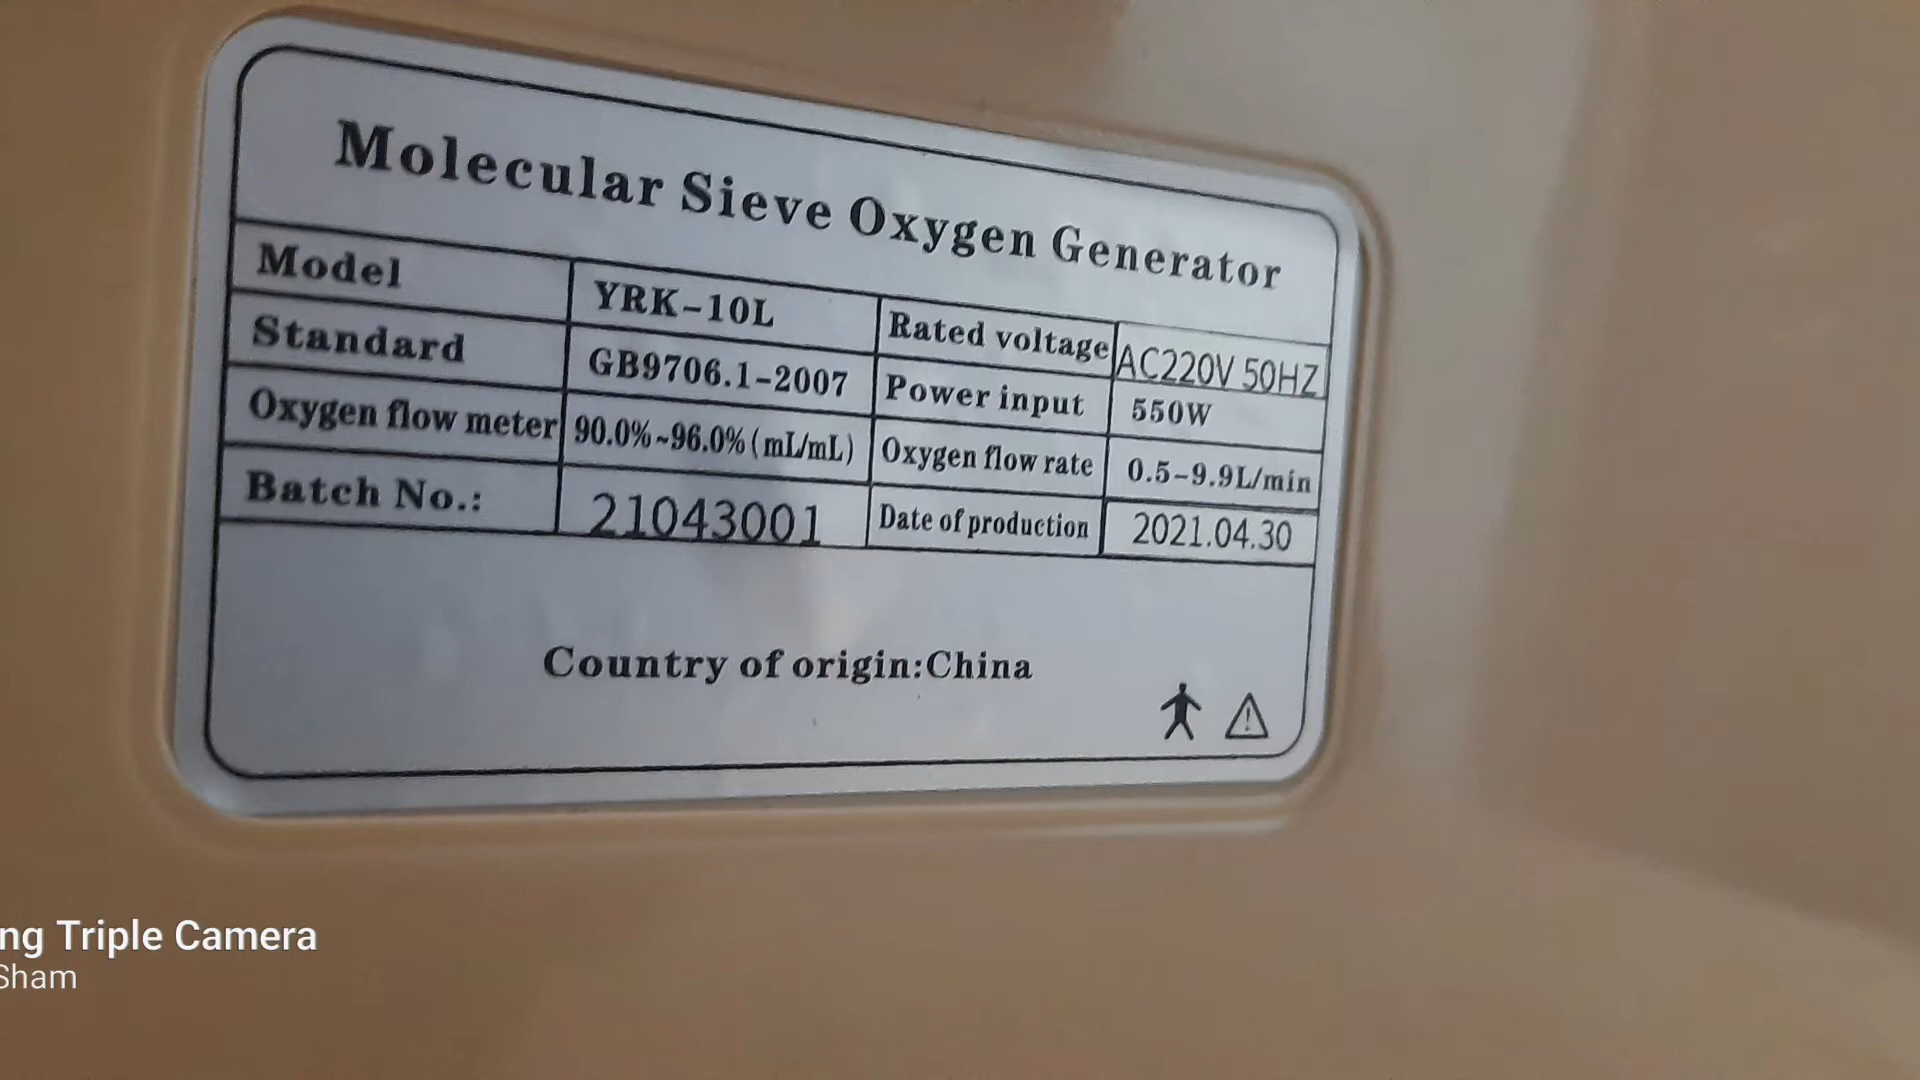 Molecular Sieve Oxygen Generator
Model YRK-10L Rated voltage AC220V 50HZ
Standard GB9706.1-2007 Power input 550W
Oxygen flow meter 90.0%~96.0%(mL/mL) Oxygen flow rate 0.5-9.9L/min
Batch No.: 21043001 Date of production 2021.04.30
Country of origin:China
ng Triple Camera
Sham